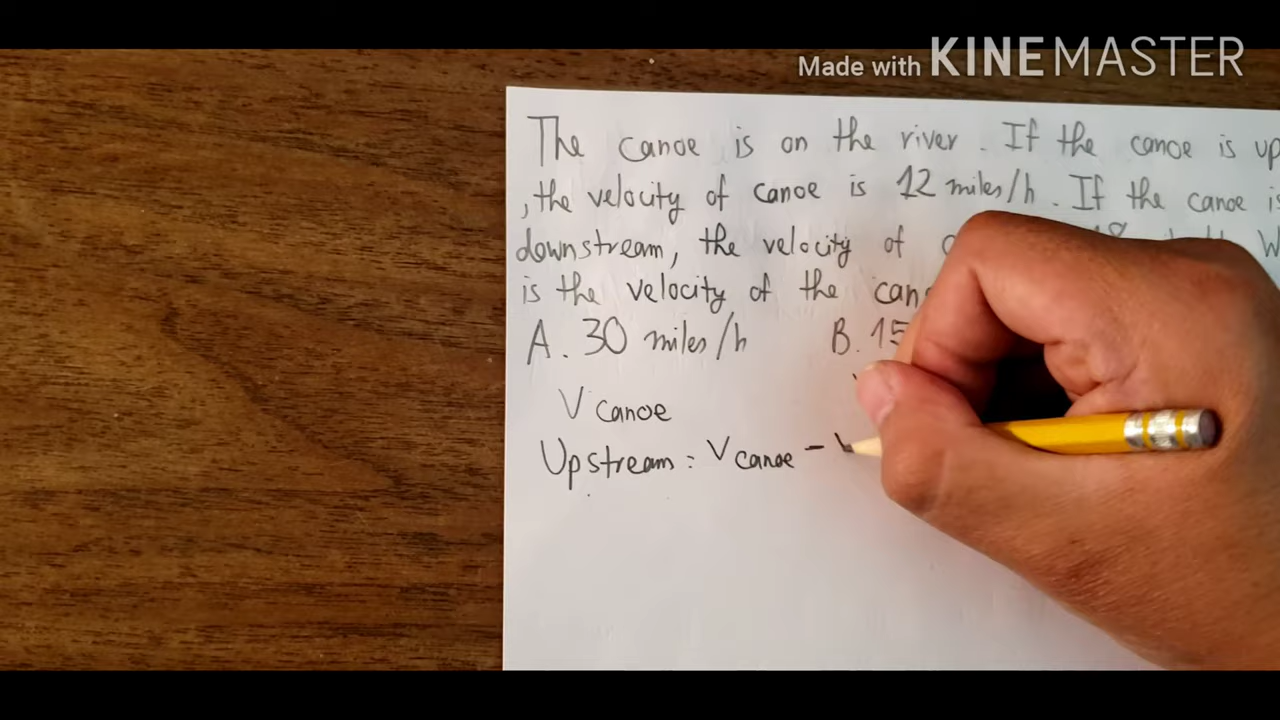 Made with KINEMASTER
The canoe is on the river. If the canoe is up
, the velocity of canoe is 12 miles/h. If the canoe is
downstream, the velocity of
is the velocity of the
A. 30 miles/h B. 15
V canoe
Upstream: V canoe -